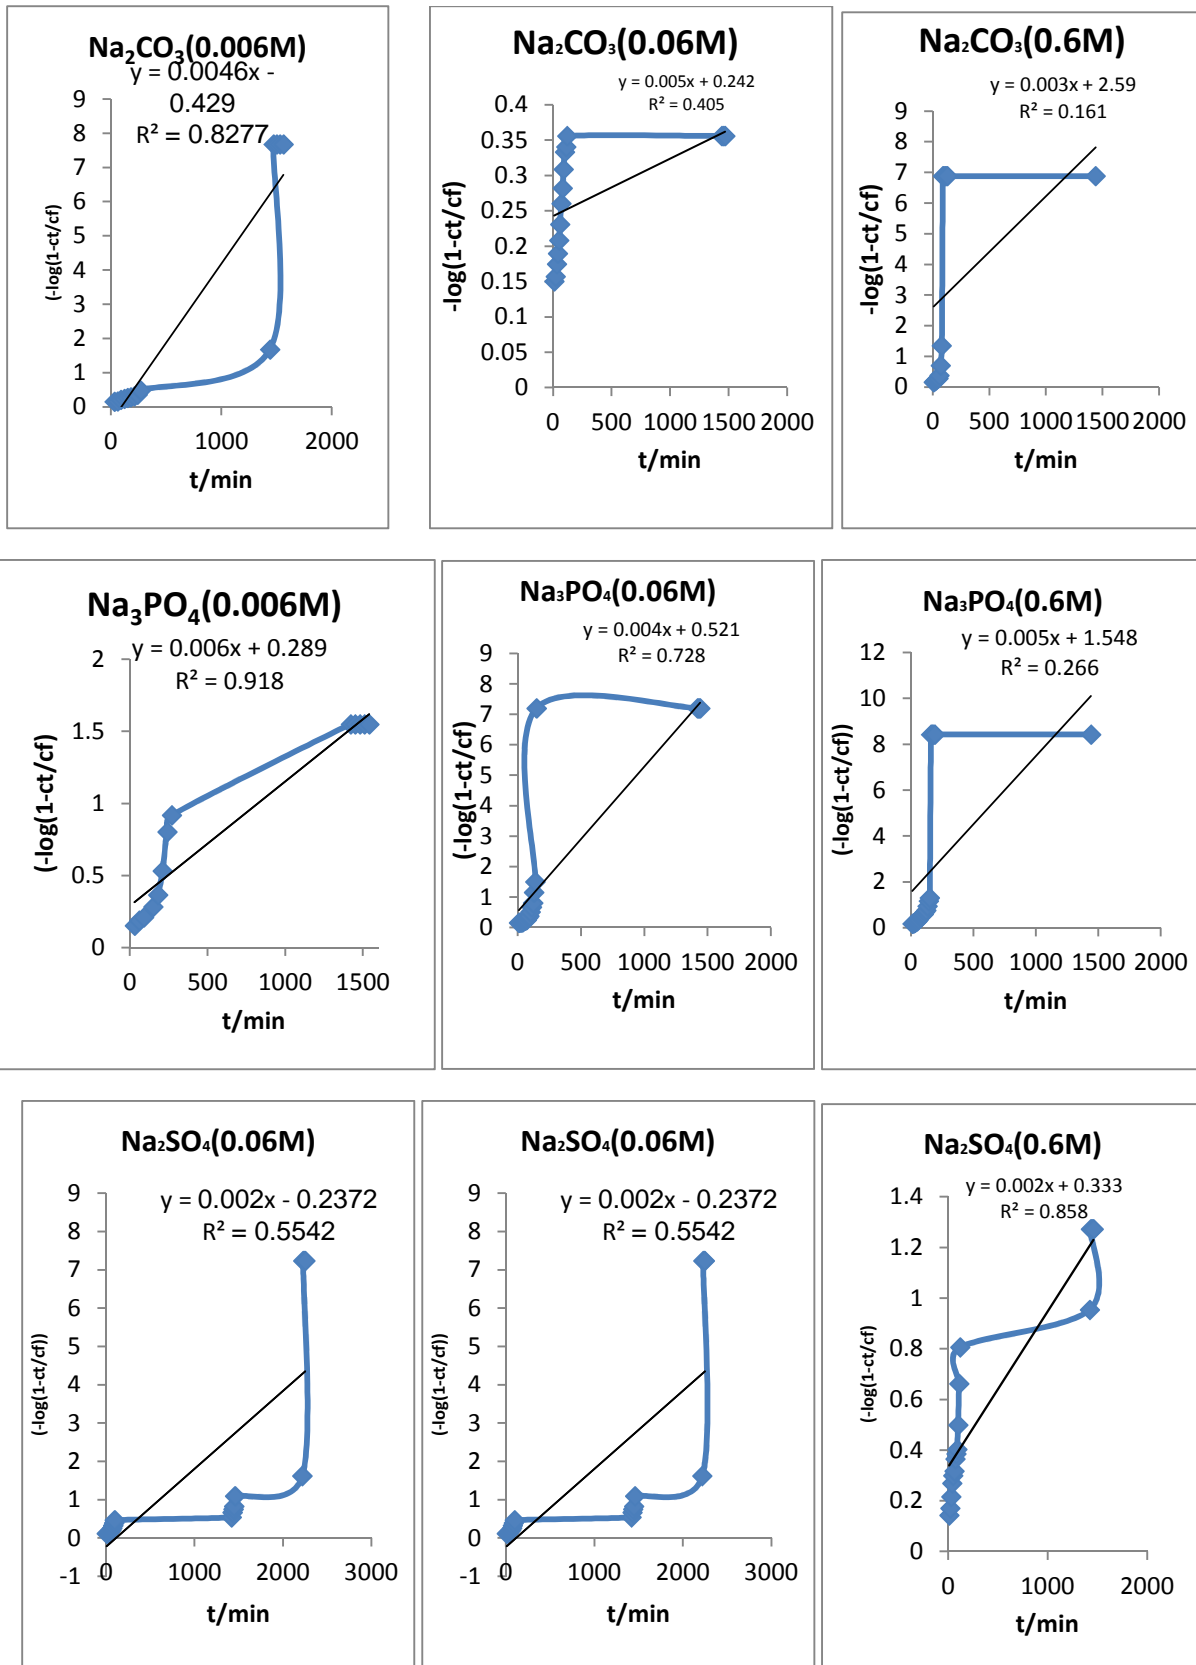 Na₂CO₃(0.006M)
y = 0.0046x -
0.429
R² = 0.8277
9
8
7
6
5
4
3
2
1
0
0 1000 2000
t/min
(-log(1-ct/cf)
Na₂CO₃(0.06M)
y = 0.005x + 0.242
R² = 0.405
0.4
0.35
0.3
0.25
0.2
0.15
0.1
0.05
0
0 500 1000 1500 2000
t/min
-log(1-ct/cf)
Na₂CO₃(0.6M)
y = 0.003x + 2.59
R² = 0.161
9
8
7
6
5
4
3
2
1
0
0 500 1000 1500 2000
t/min
-log(1-ct/cf)
Na₃PO₄(0.006M)
y = 0.006x + 0.289
R² = 0.918
2
1.5
1
0.5
0
0 500 1000 1500
t/min
(-log(1-ct/cf)
Na₃PO₄(0.06M)
y = 0.004x + 0.521
R² = 0.728
9
8
7
6
5
4
3
2
1
0
0 500 1000 1500 2000
t/min
(-log(1-ct/cf)
Na₃PO₄(0.6M)
y = 0.005x + 1.548
R² = 0.266
12
10
8
6
4
2
0
0 500 1000 1500 2000
t/min
(-log(1-ct/cf))
Na₂SO₄(0.06M)
y = 0.002x - 0.2372
R² = 0.5542
9
8
7
6
5
4
3
2
1
0
-1
0 1000 2000 3000
t/min
(-log(1-ct/cf))
Na₂SO₄(0.06M)
y = 0.002x - 0.2372
R² = 0.5542
9
8
7
6
5
4
3
2
1
0
-1
0 1000 2000 3000
t/min
(-log(1-ct/cf))
Na₂SO₄(0.6M)
y = 0.002x + 0.333
R² = 0.858
1.4
1.2
1
0.8
0.6
0.4
0.2
0
0 1000 2000
t/min
(-log(1-ct/cf)